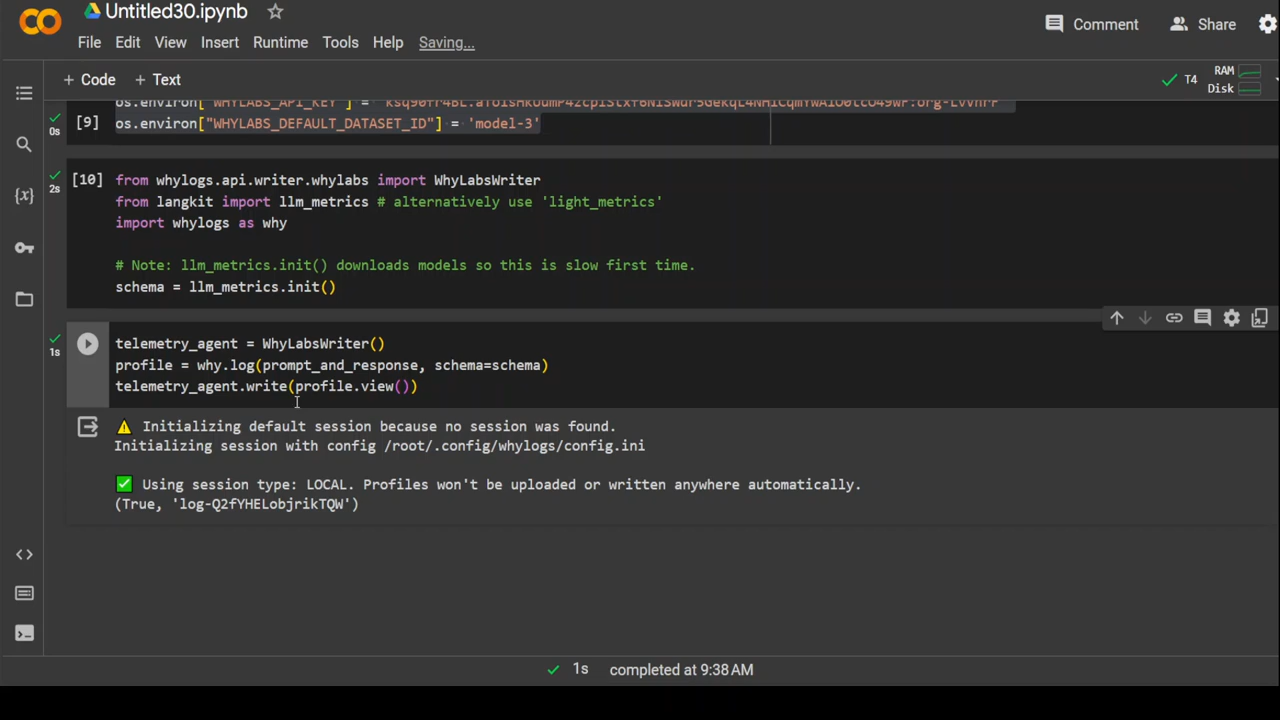 Untitled30.ipynb
Comment Share
File Edit View Insert Runtime Tools Help Saving...
+ Code + Text
T4 RAM Disk
0s
[9] os.environ["WHYLABS_DEFAULT_DATASET_ID"] = 'model-3'
2s
[10] from whylogs.api.writer.whylabs import WhyLabsWriter
from langkit import llm_metrics # alternatively use 'light_metrics'
import whylogs as why
# Note: llm_metrics.init() downloads models so this is slow first time.
schema = llm_metrics.init()
1s
telemetry_agent = WhyLabsWriter()
profile = why.log(prompt_and_response, schema=schema)
telemetry_agent.write(profile.view())
Initializing default session because no session was found.
Initializing session with config /root/.config/whylogs/config.ini
Using session type: LOCAL. Profiles won't be uploaded or written anywhere automatically.
(True, 'log-Q2fYHELobjrikTQW')
1s completed at 9:38 AM